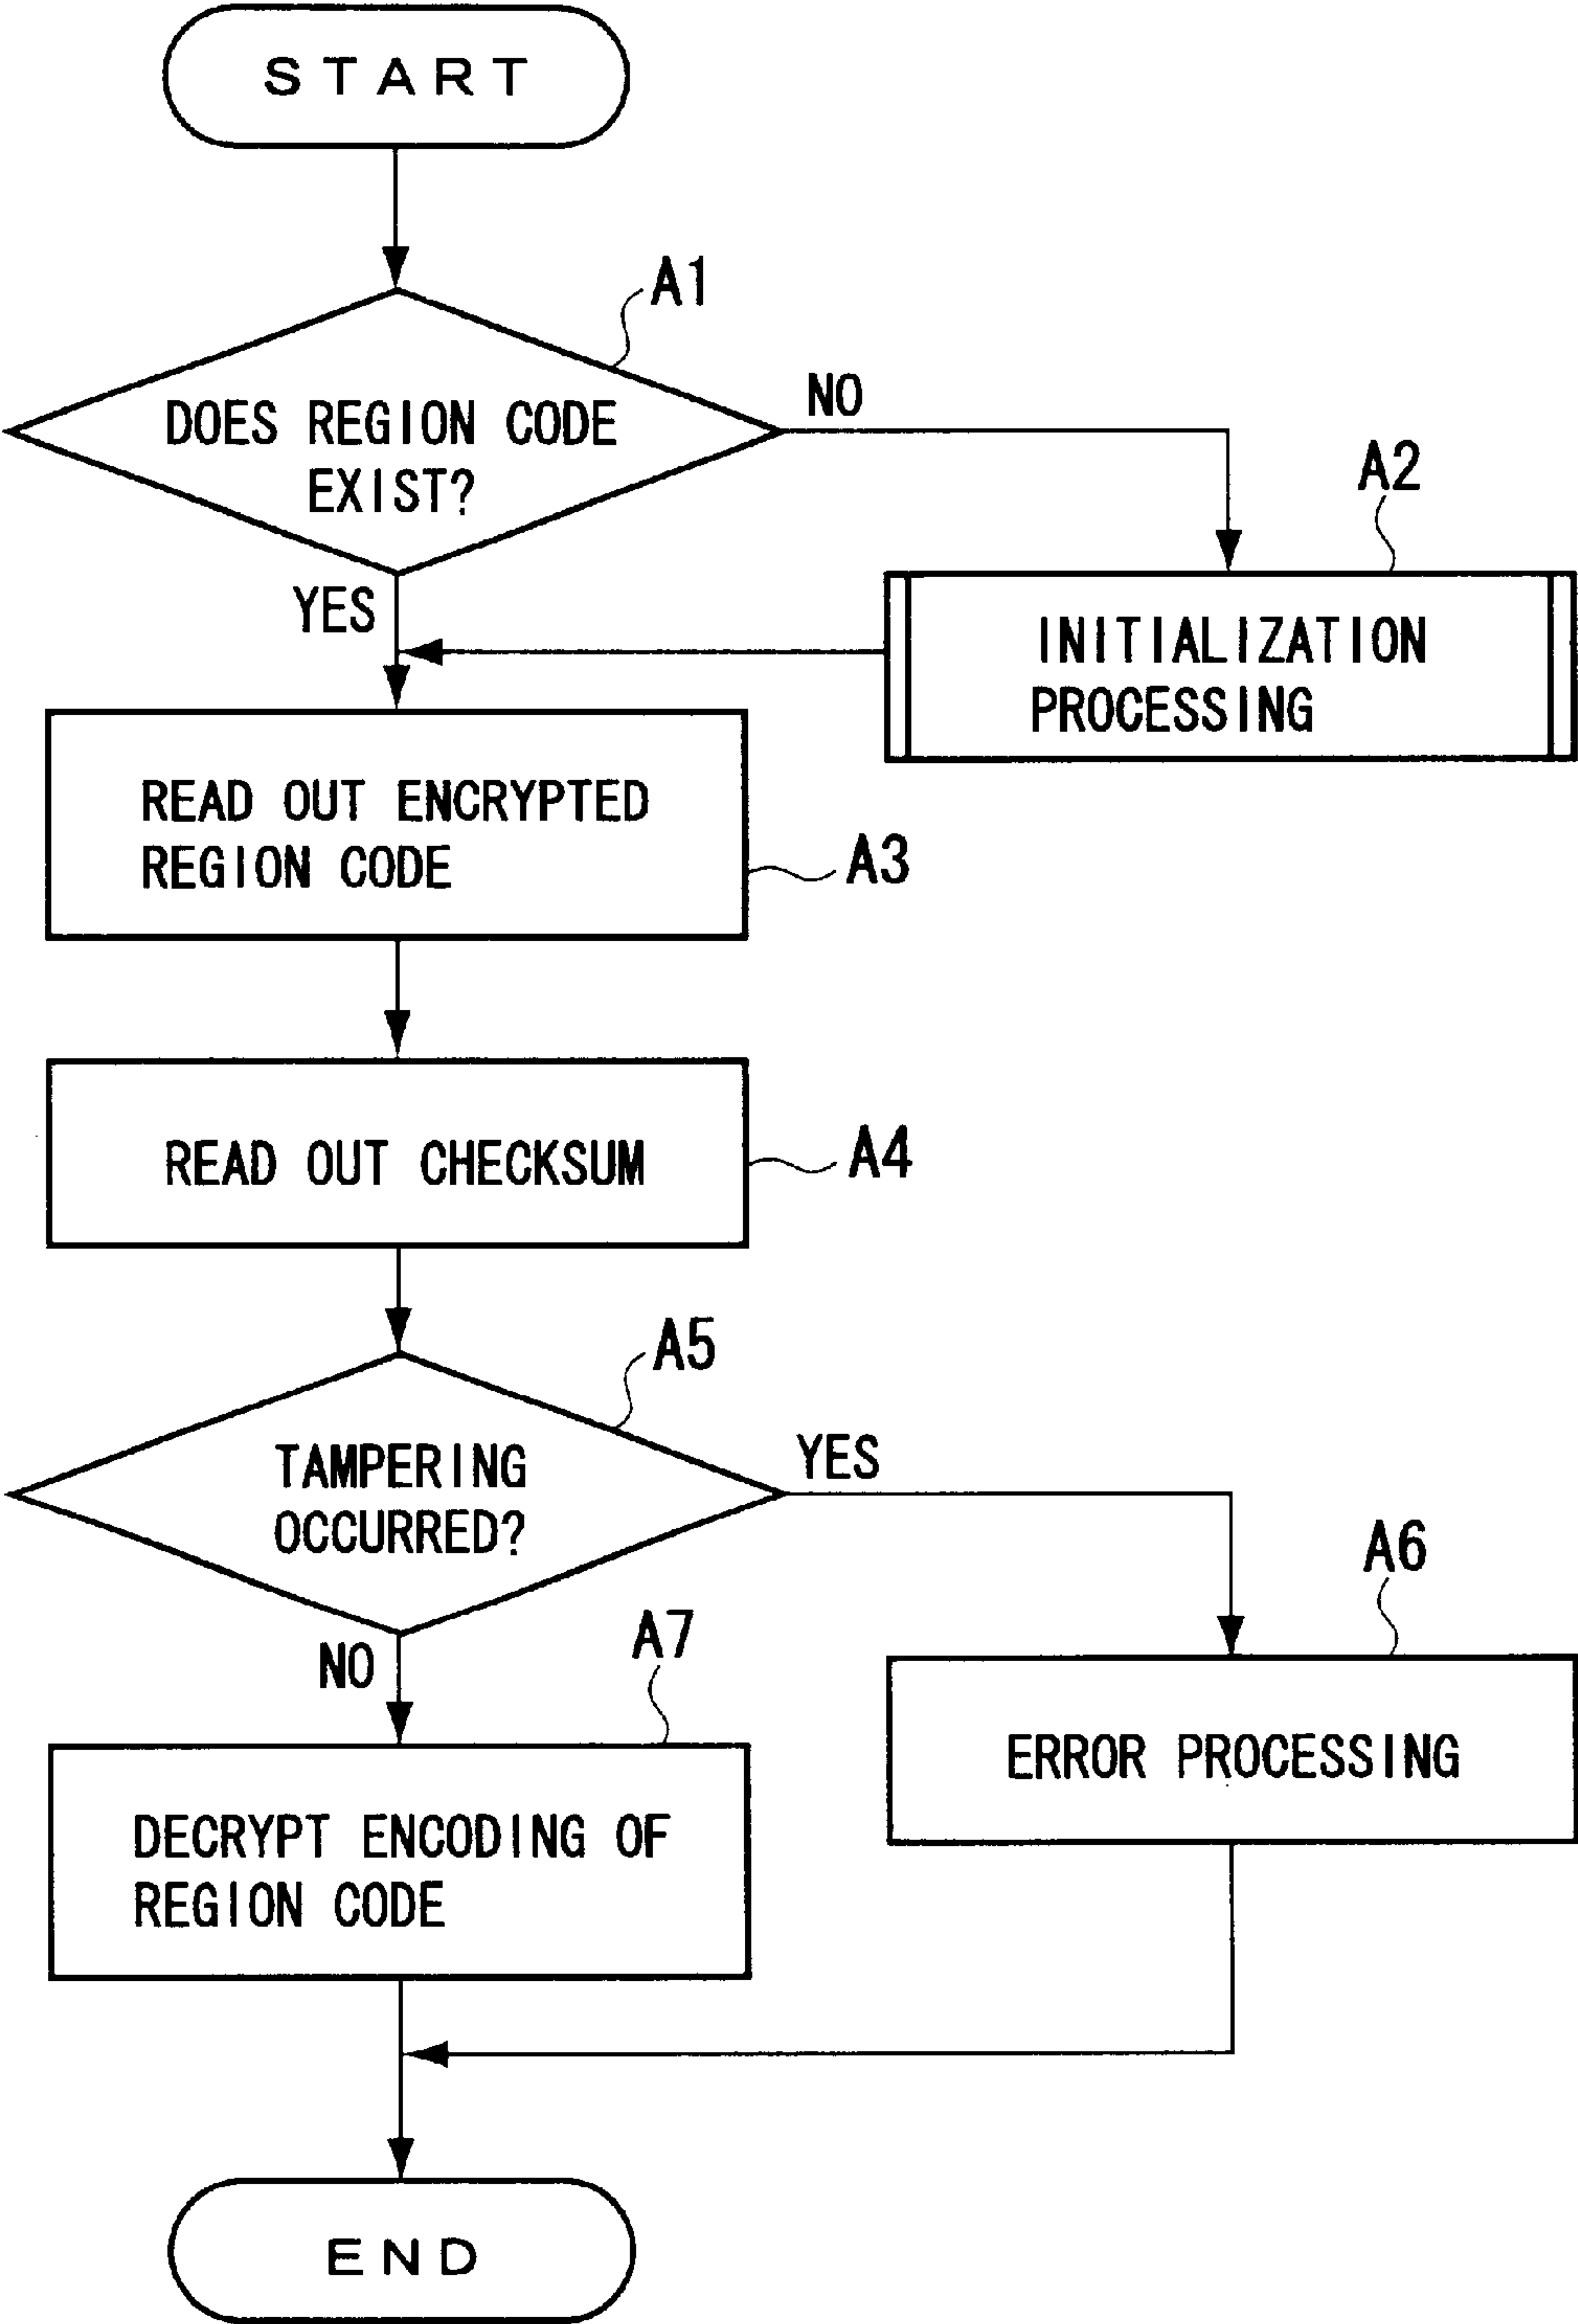 START
A1
DOES REGION CODE
EXIST?
NO
A2
YES
INITIALIZATION
PROCESSING
READ OUT ENCRYPTED
REGION CODE
A3
READ OUT CHECKSUM
A4
A5
TAMPERING
OCCURRED?
YES
A6
NO
A7
ERROR PROCESSING
DECRYPT ENCODING OF
REGION CODE
END